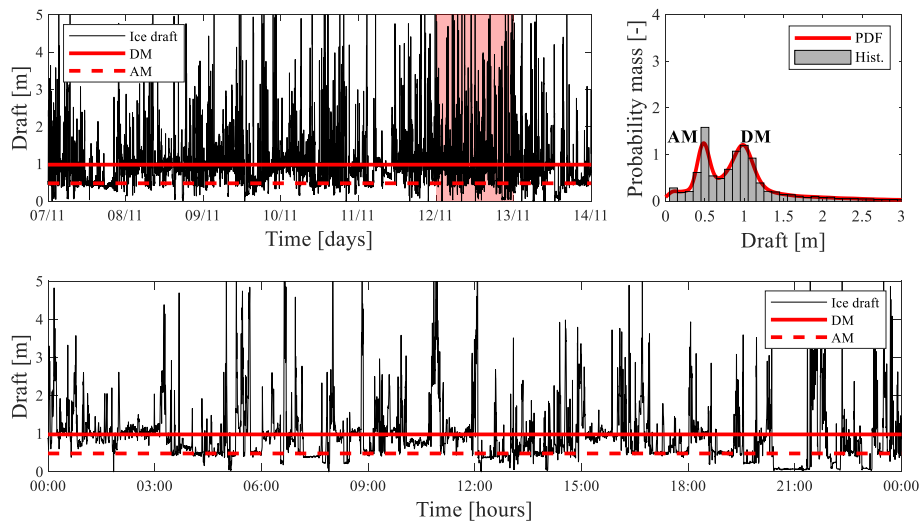 Draft [m]
5
4
3
2
1
0
07/11
08/11
09/11
10/11
11/11
12/11
13/11
14/11
Time [days]
Ice draft
DM
AM
Probability mass [-]
4
2
1
0
0
0.5
1
1.5
2
2.5
3
Draft [m]
AM
DM
PDF
Hist.
Draft [m]
5
4
3
2
1
0
00:00
03:00
06:00
09:00
12:00
15:00
18:00
21:00
00:00
Time [hours]
Ice draft
DM
AM